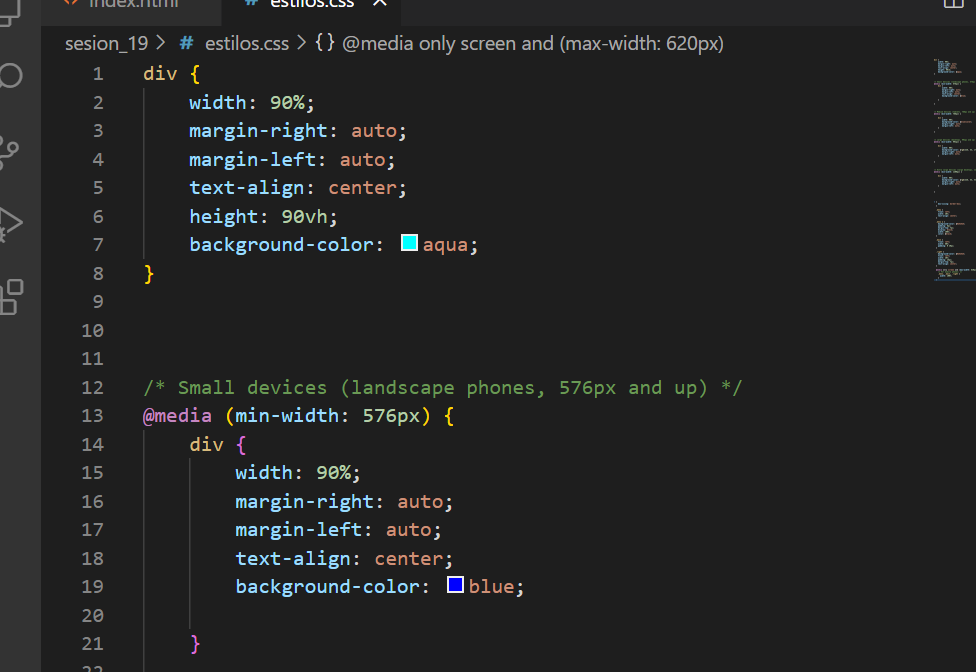 index.html # estilos.css ×
sesion_19 > # estilos.css > {} @media only screen and (max-width: 620px)
1 div {
2 width: 90%;
3 margin-right: auto;
4 margin-left: auto;
5 text-align: center;
6 height: 90vh;
7 background-color: aqua;
8 }
9
10
11
12 /* Small devices (landscape phones, 576px and up) */
13 @media (min-width: 576px) {
14 div {
15 width: 90%;
16 margin-right: auto;
17 margin-left: auto;
18 text-align: center;
19 background-color: blue;
20
21 }
22